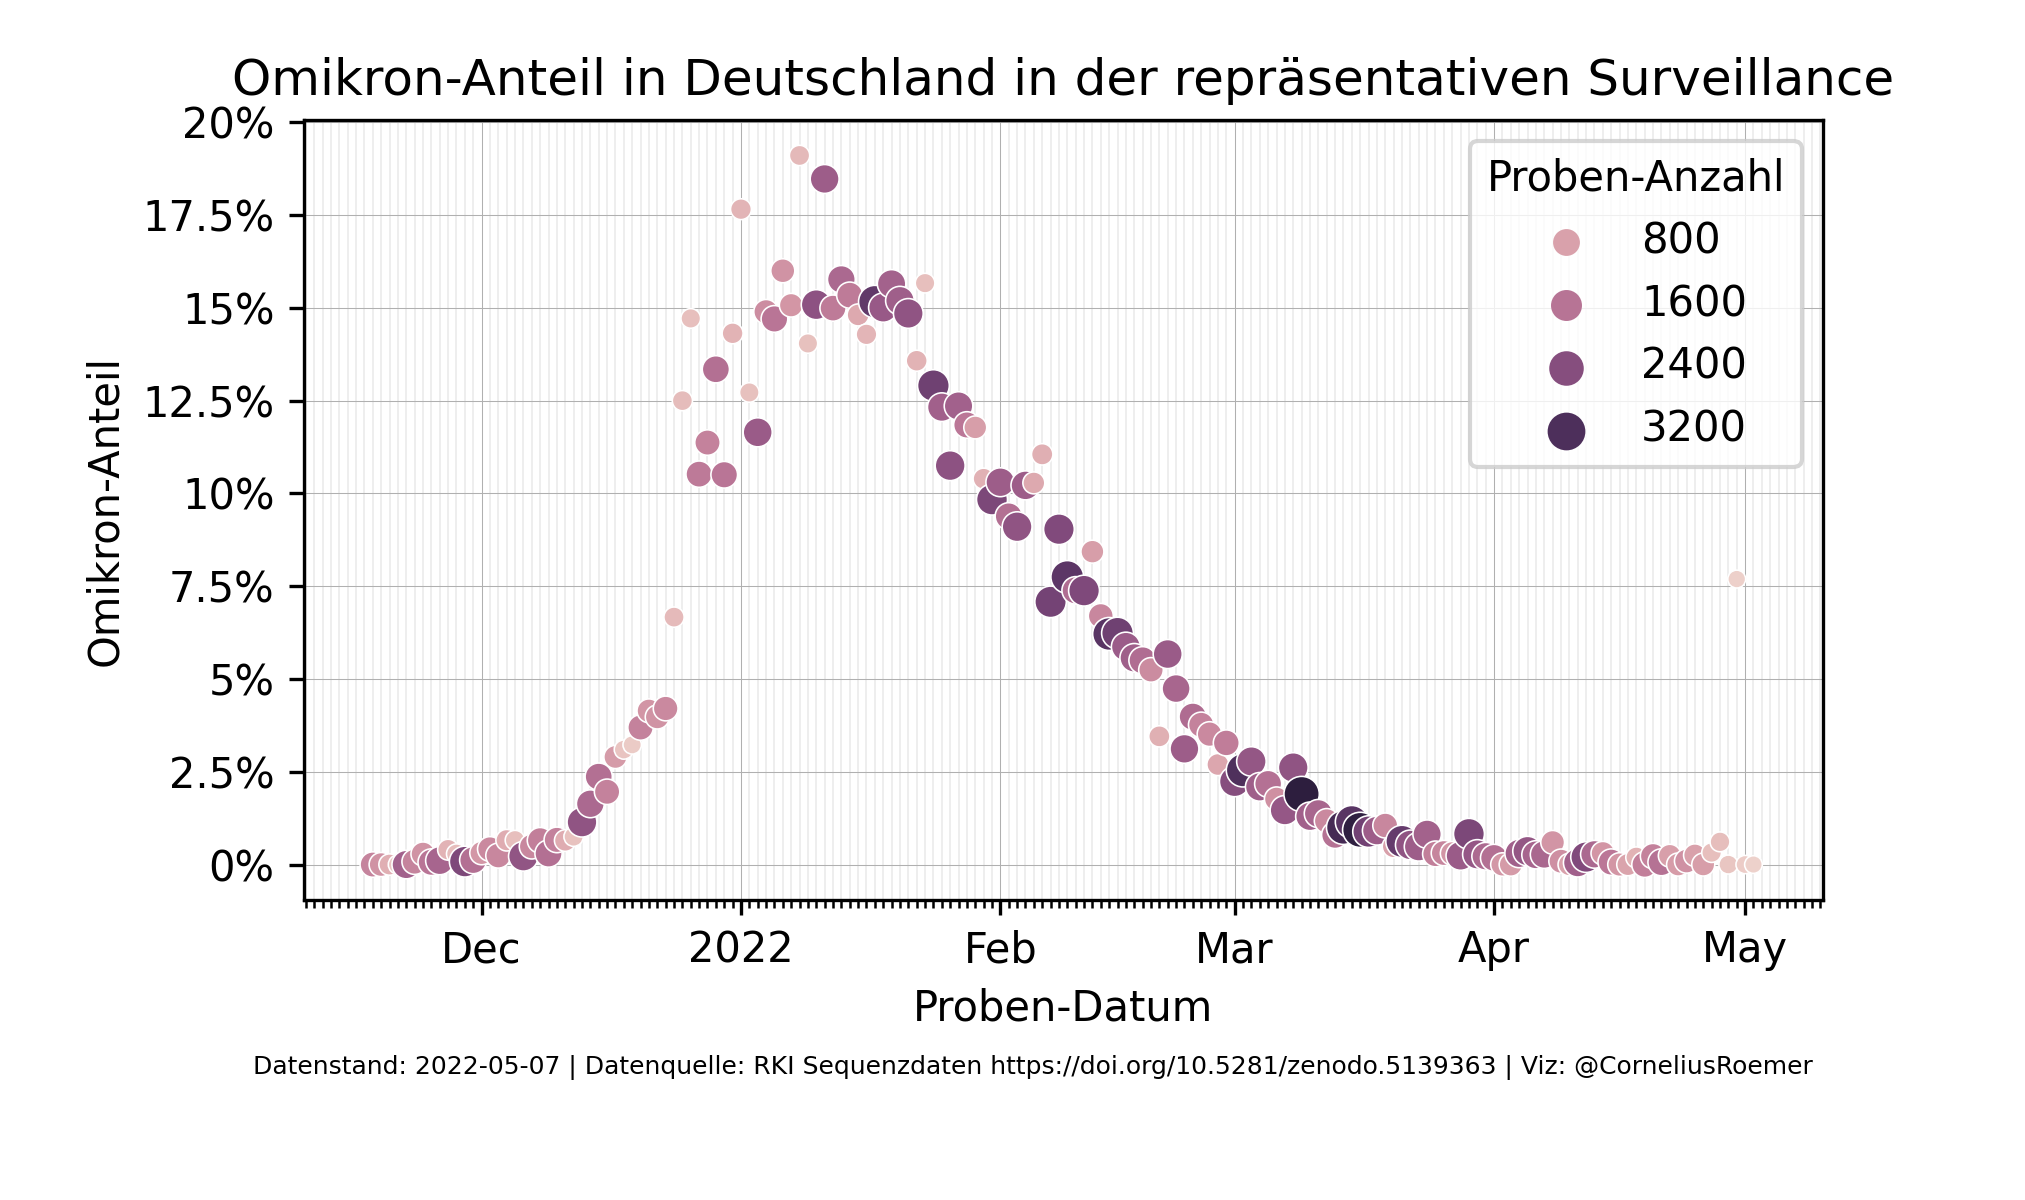 Omikron-Anteil in Deutschland in der repräsentativen Surveillance
20%
17.5%
15%
12.5%
10%
7.5%
5%
2.5%
0%
Omikron-Anteil
Proben-Anzahl
800
1600
2400
3200
Dec 2022 Feb Mar Apr May
Proben-Datum
Datenstand: 2022-05-07 | Datenquelle: RKI Sequenzdaten https://doi.org/10.5281/zenodo.5139363 | Viz: @CorneliusRoemer